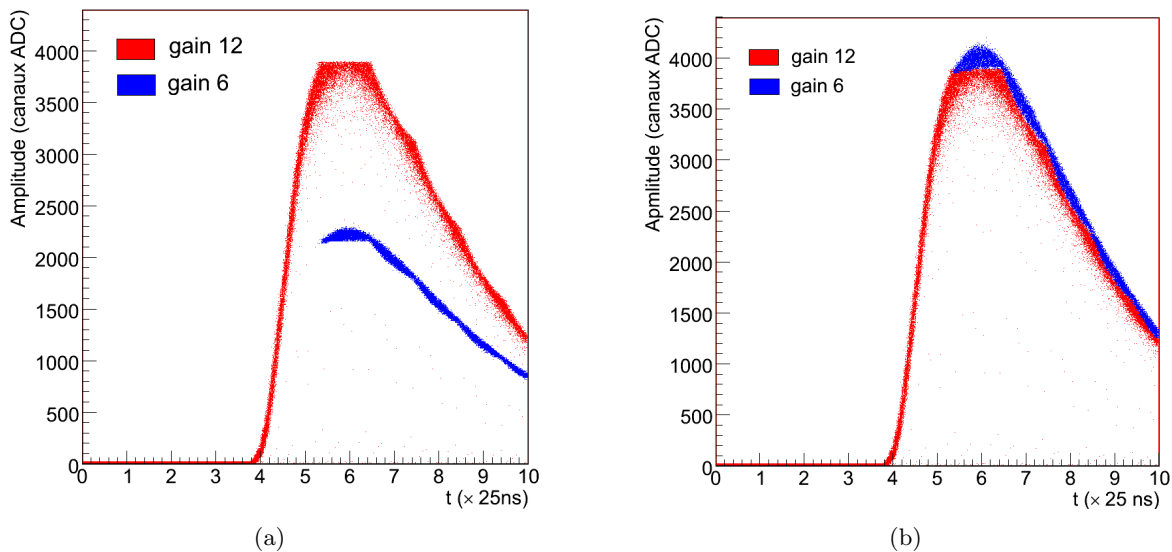 Amplitude (canaux ADC)
gain 12
gain 6
4000
3500
3000
2500
2000
1500
1000
500
0
0 1 2 3 4 5 6 7 8 9 10
t (× 25ns)
(a)
Apmlitude (canaux ADC)
gain 12
gain 6
4000
3500
3000
2500
2000
1500
1000
500
0
0 1 2 3 4 5 6 7 8 9 10
t (× 25 ns)
(b)